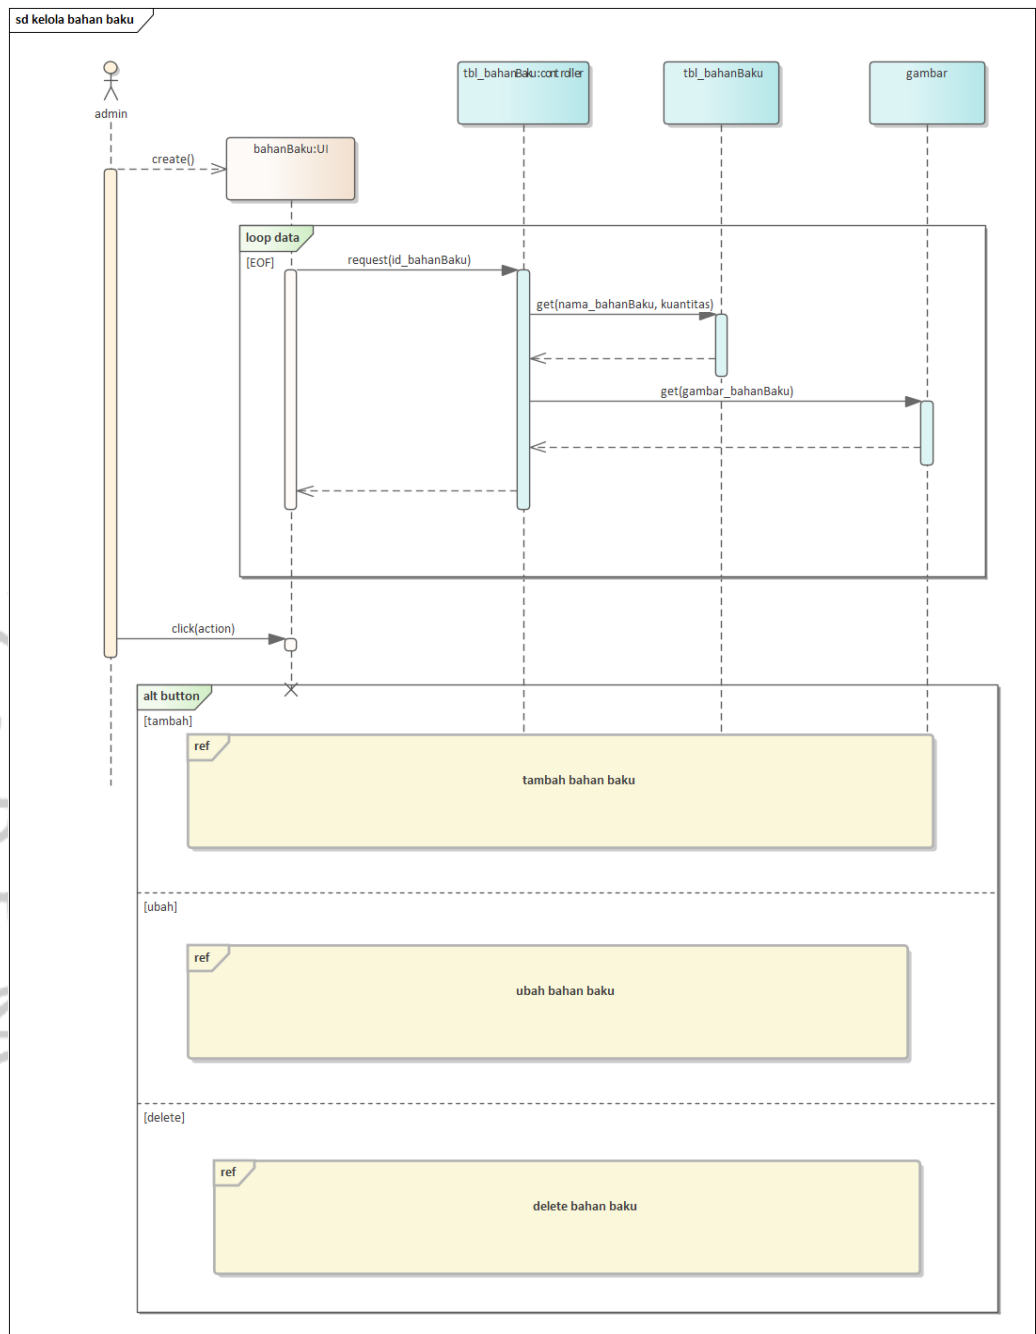 sd kelola bahan baku
admin
tbl_bahanBaku:controller
tbl_bahanBaku
gambar
create()
bahanBaku:UI
loop data
[EOF]
request(id_bahanBaku)
get(nama_bahanBaku, kuantitas)
get(gambar_bahanBaku)
click(action)
alt button
[tambah]
ref
tambah bahan baku
[ubah]
ref
ubah bahan baku
[delete]
ref
delete bahan baku